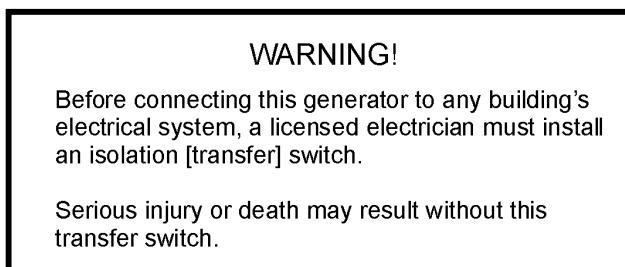 WARNING!
Before connecting this generator to any building's
electrical system, a licensed electrician must install
an isolation [transfer] switch.
Serious injury or death may result without this
transfer switch.